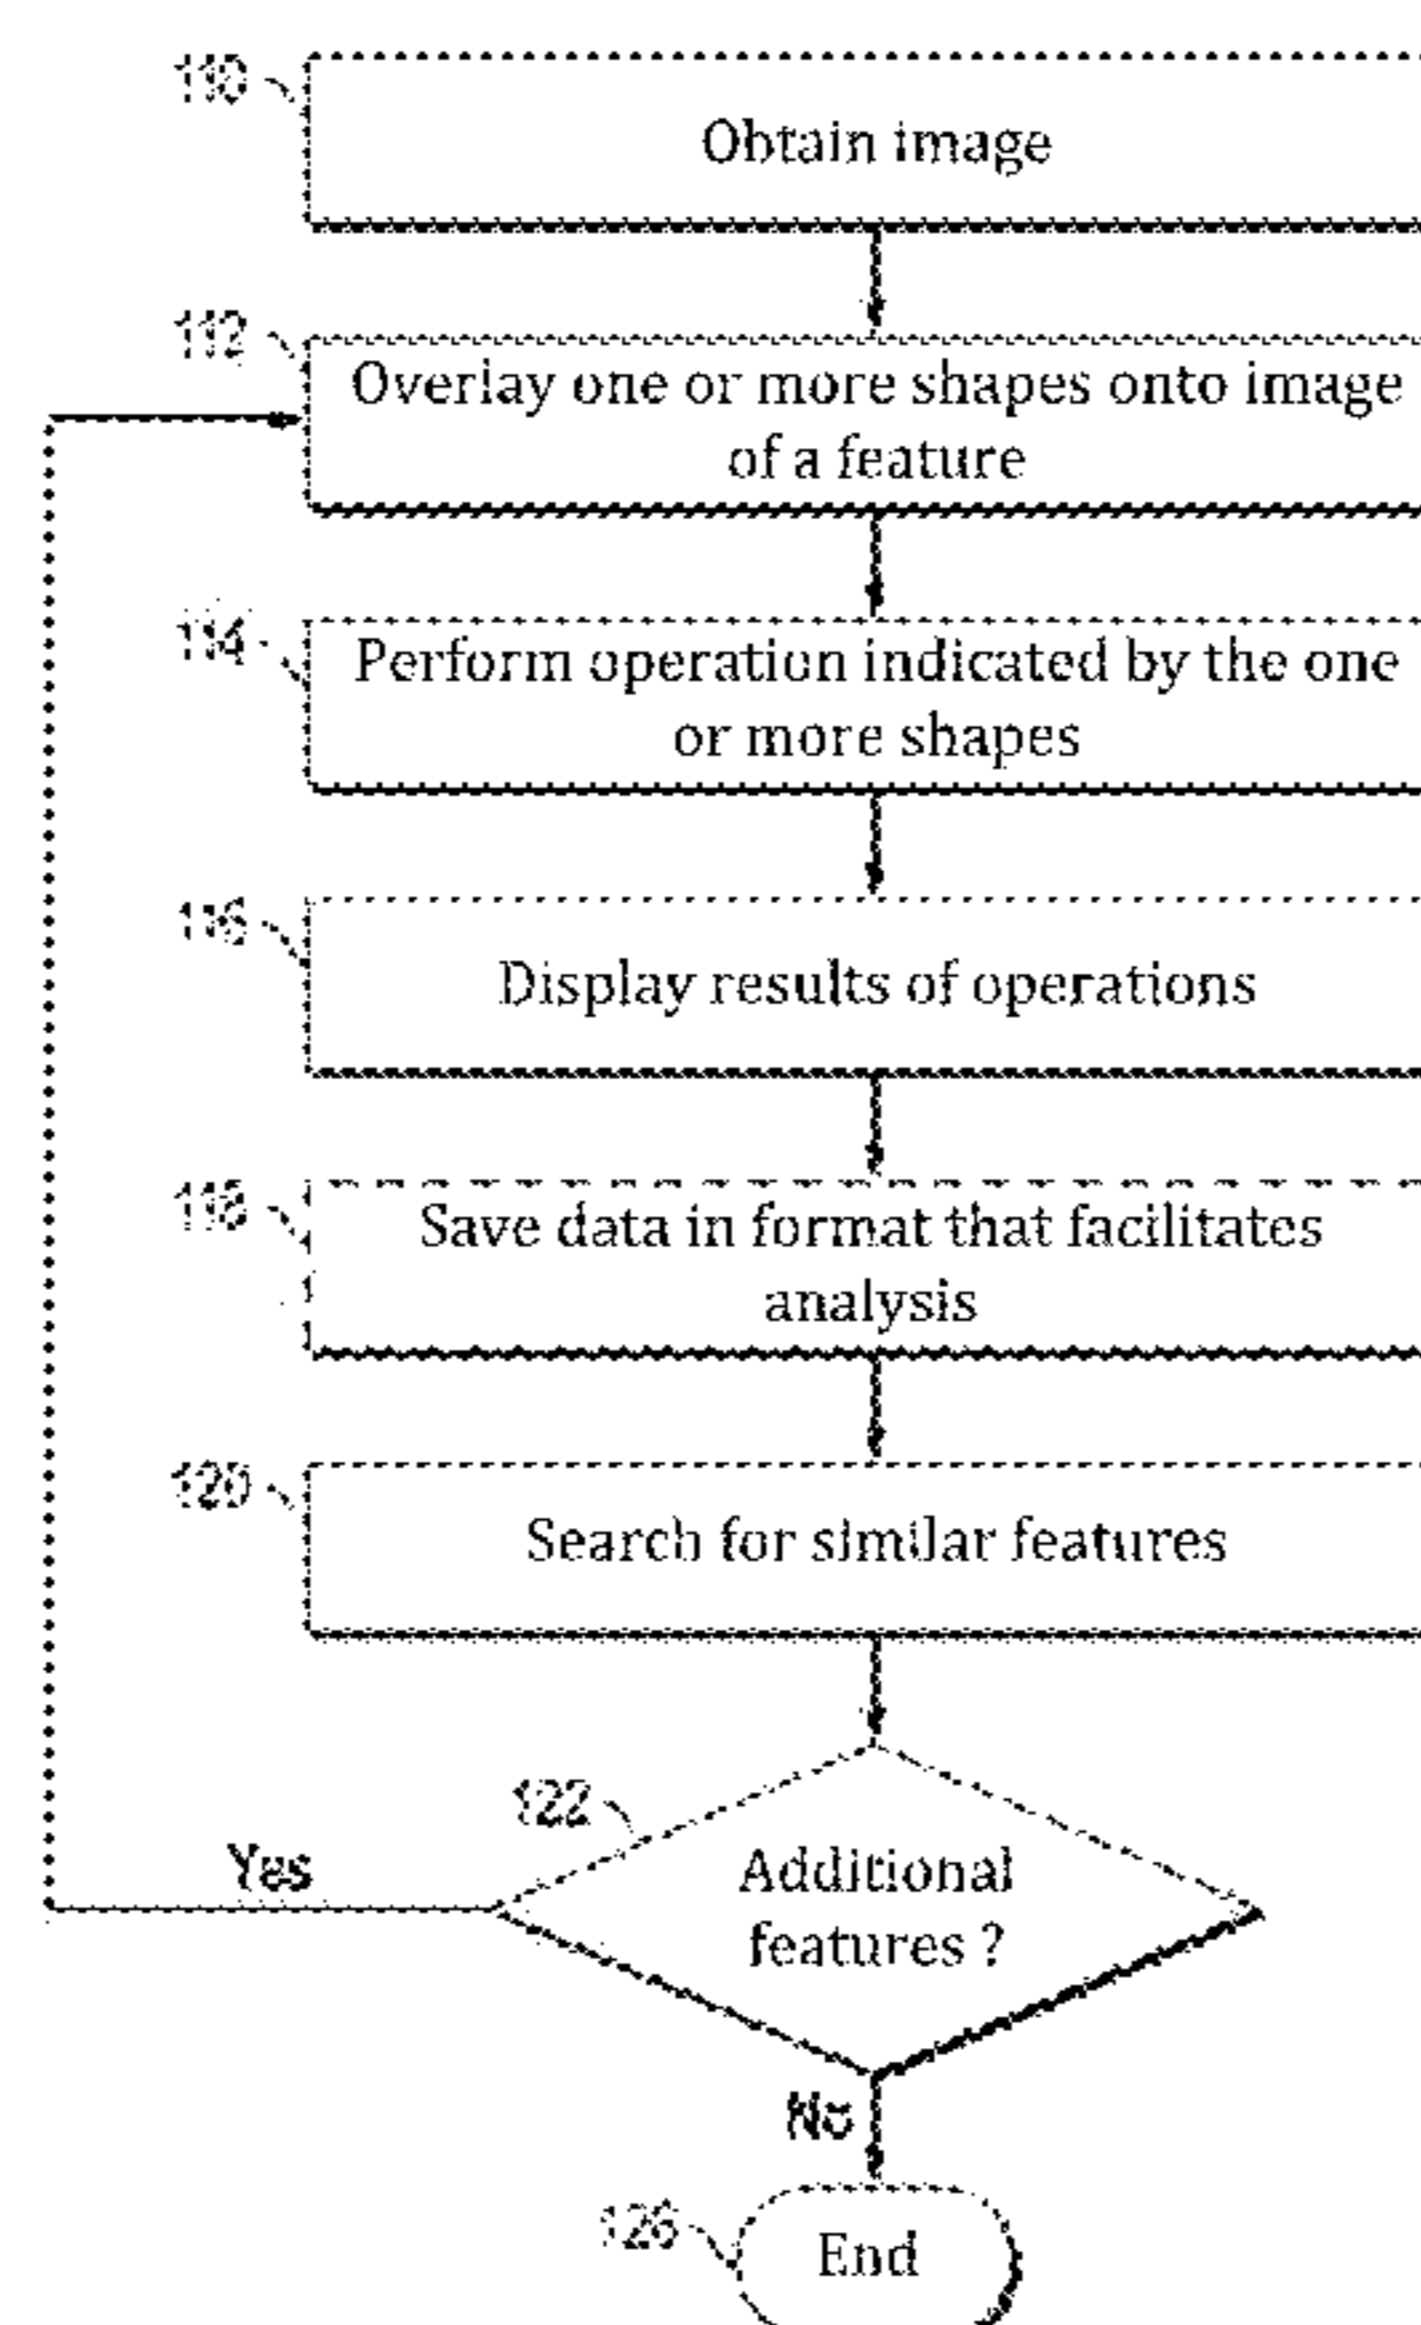 110
Obtain image
112
Overlay one or more shapes onto image
of a feature
114
Perform operation indicated by the one
or more shapes
116
Display results of operations
118
Save data in format that facilitates
analysis
120
Search for similar features
122
Additional
features ?
Yes
No
126
End